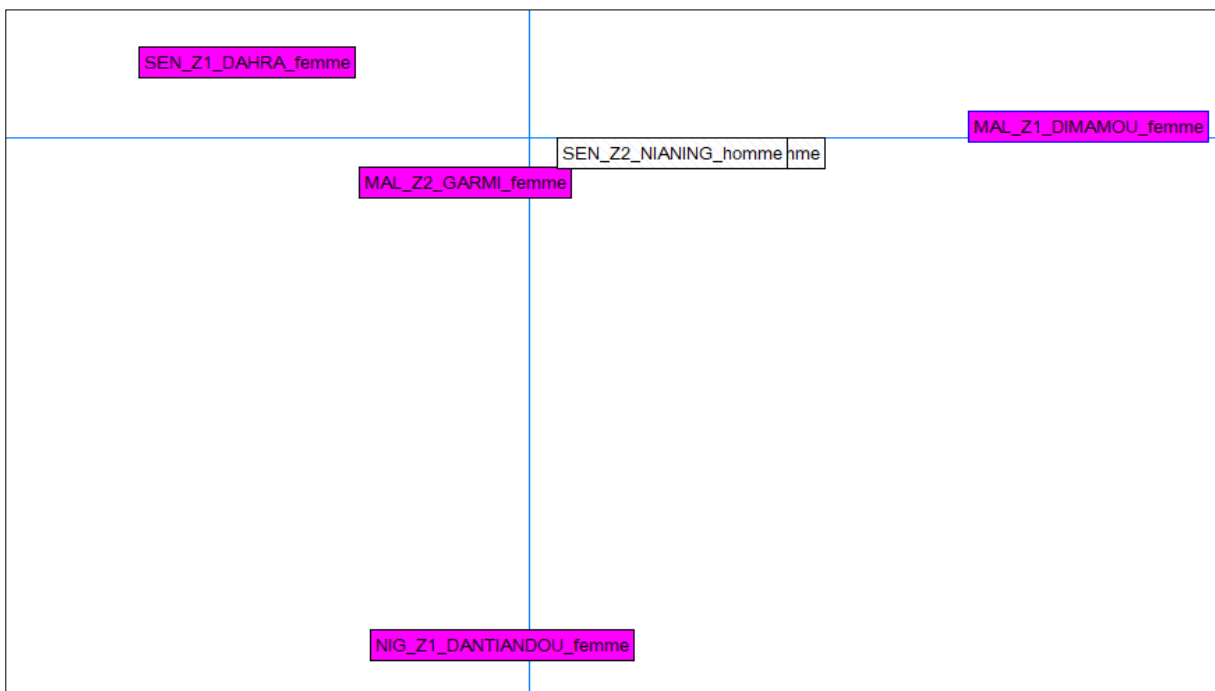 SEN_Z1_DAHRA_femme
MAL_Z1_DIMAMOU_femme
SEN_Z2_NIANING_homme
MAL_Z2_GARMI_femme
NIG_Z1_DANTIANDOU_femme